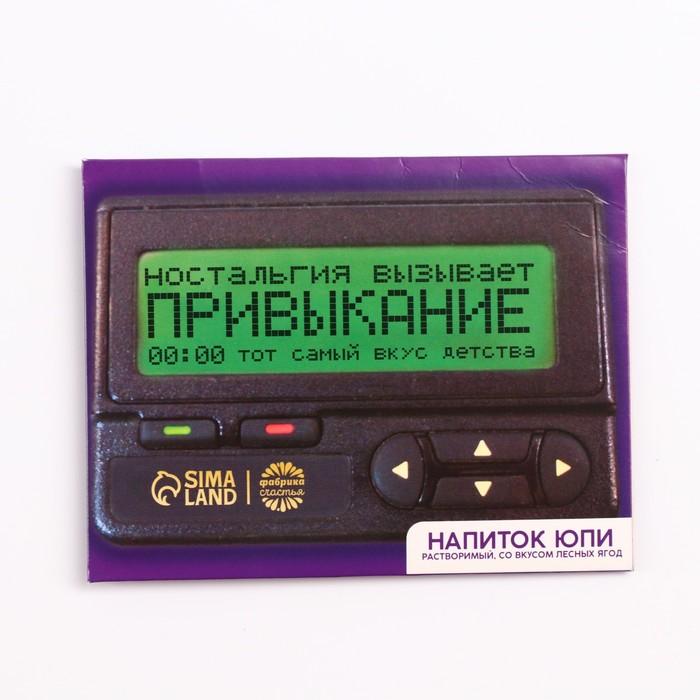 ностальгия вызывает
ПРИВЫКАНИЕ
00:00 тот самый вкус детства
SIMA LAND
фабрика счастья
НАПИТОК ЮПИ
РАСТВОРИМЫЙ, СО ВКУСОМ ЛЕСНЫХ ЯГОД